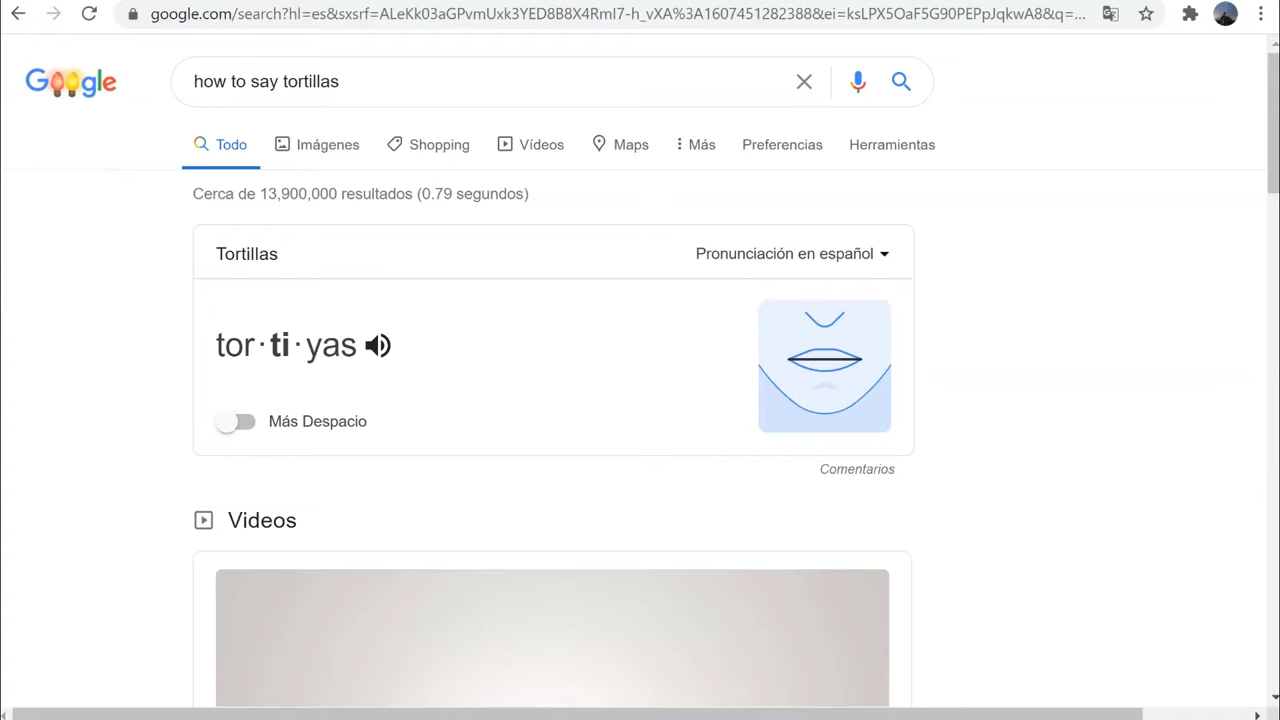 google.com/search?hl=es&sxsrf=ALeKk03aGPvmUxk3YED8B8X4RmI7-h_vXA%3A1607451282388&ei=ksLPX5OaF5G90PEPpJqkwA8&q=...
Google
how to say tortillas
Todo Imágenes Shopping Vídeos Maps Más Preferencias Herramientas
Cerca de 13,900,000 resultados (0.79 segundos)
Tortillas Pronunciación en español
tor·ti·yas
Más Despacio
Comentarios
Videos